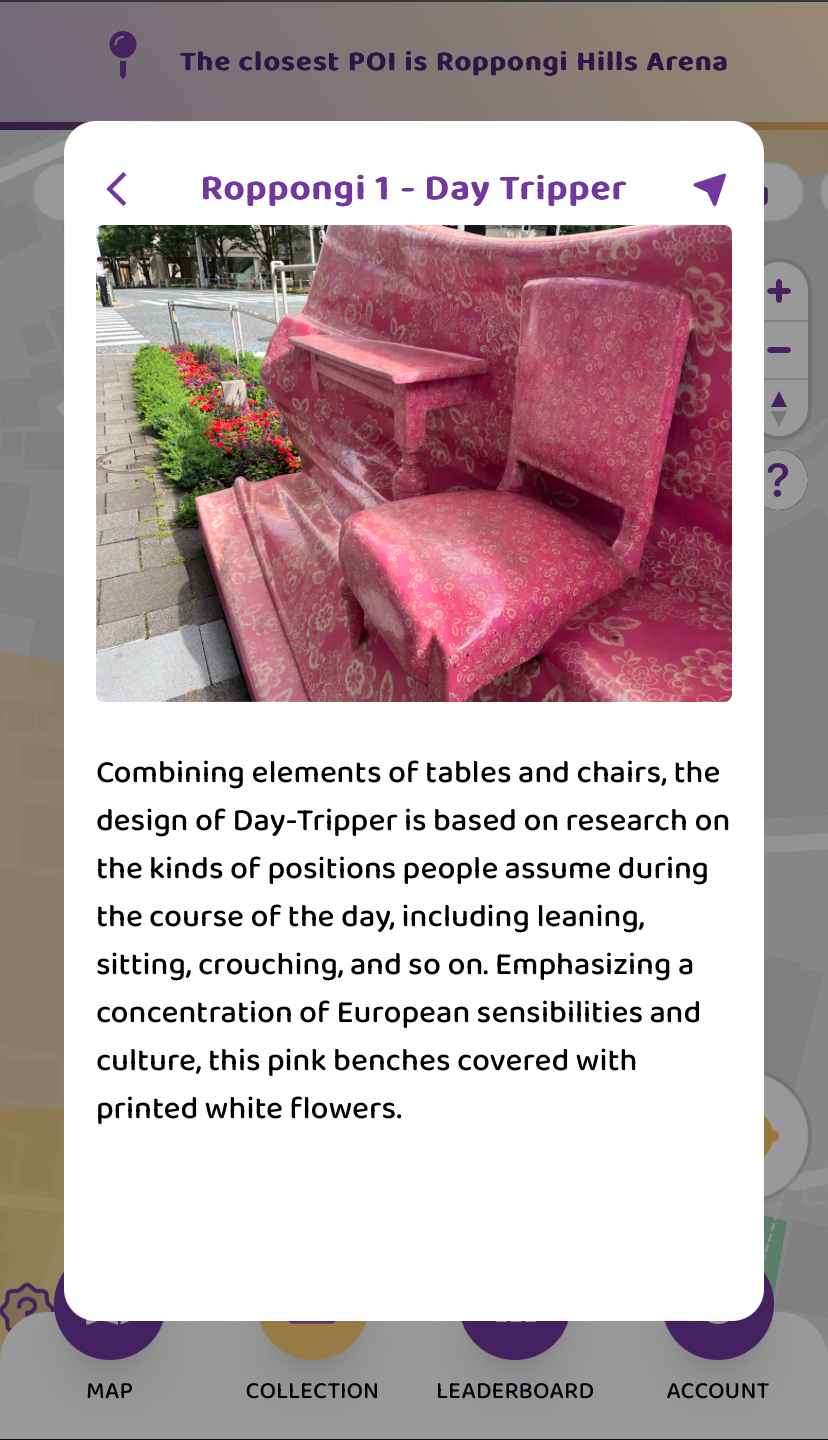 The closest POI is Roppongi Hills Arena
Roppongi 1 - Day Tripper
Combining elements of tables and chairs, the
design of Day-Tripper is based on research on
the kinds of positions people assume during
the course of the day, including leaning,
sitting, crouching, and so on. Emphasizing a
concentration of European sensibilities and
culture, this pink benches covered with
printed white flowers.
?
?
MAP
COLLECTION
LEADERBOARD
ACCOUNT